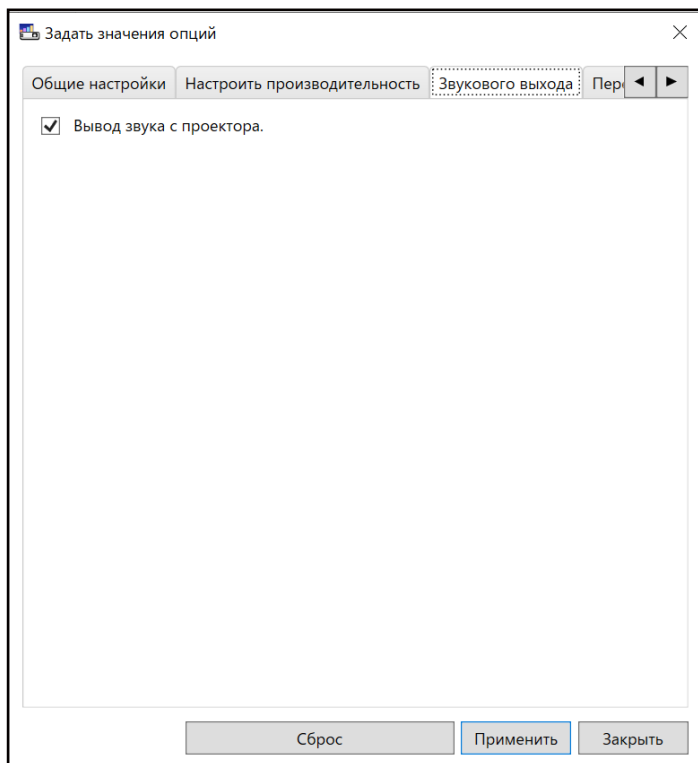 Задать значения опций
Общие настройки Настроить производительность Звукового выхода
Вывод звука с проектора.
Сброс Применить Закрыть